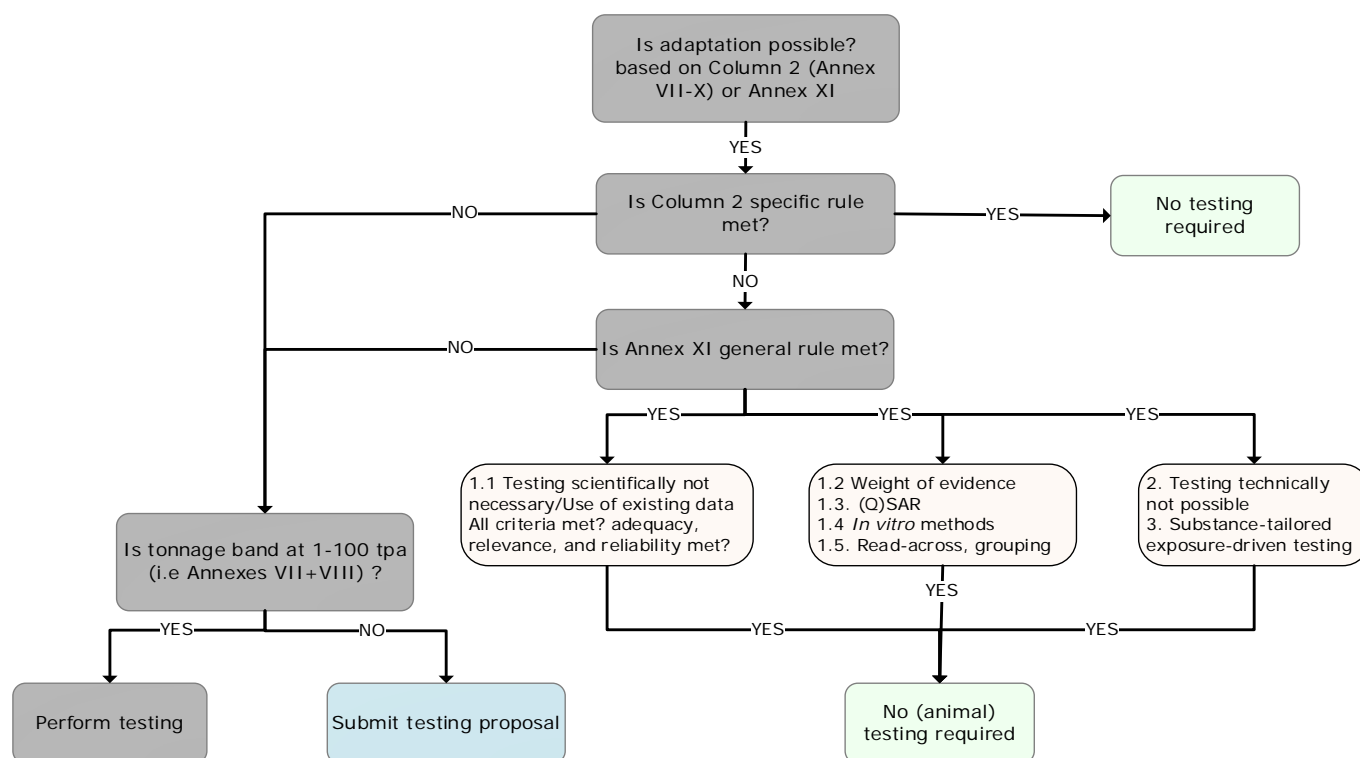 Is adaptation possible?
based on Column 2 (Annex
VII-X) or Annex XI
YES
Is Column 2 specific rule
met?
NO
YES
No testing
required
NO
Is Annex XI general rule met?
NO
YES
YES
YES
1.1 Testing scientifically not
necessary/Use of existing data
All criteria met? adequacy,
relevance, and reliability met?
1.2 Weight of evidence
1.3. (Q)SAR
1.4 In vitro methods
1.5. Read-across, grouping
2. Testing technically
not possible
3. Substance-tailored
exposure-driven testing
Is tonnage band at 1-100 tpa
(i.e Annexes VII+VIII) ?
YES
YES
NO
YES
YES
Perform testing
Submit testing proposal
No (animal)
testing required